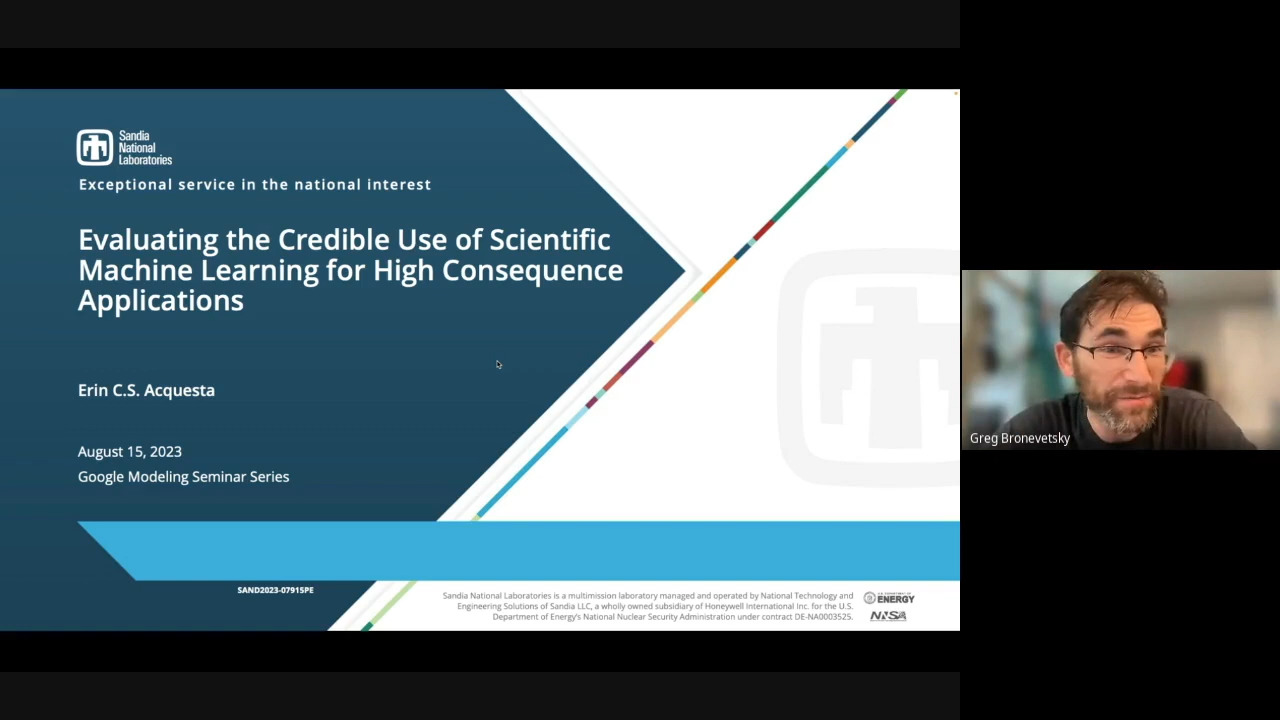 Sandia
National
Laboratories
Exceptional service in the national interest
Evaluating the Credible Use of Scientific
Machine Learning for High Consequence
Applications
Erin C.S. Acquesta
August 15, 2023
Google Modeling Seminar Series
SAND2023-07915PE
Sandia National Laboratories is a multimission laboratory managed and operated by National Technology and
Engineering Solutions of Sandia LLC, a wholly owned subsidiary of Honeywell International Inc. for the U.S.
Department of Energy's National Nuclear Security Administration under contract DE-NA0003525.
U.S. DEPARTMENT OF
ENERGY
NNSA
Greg Bronevetsky